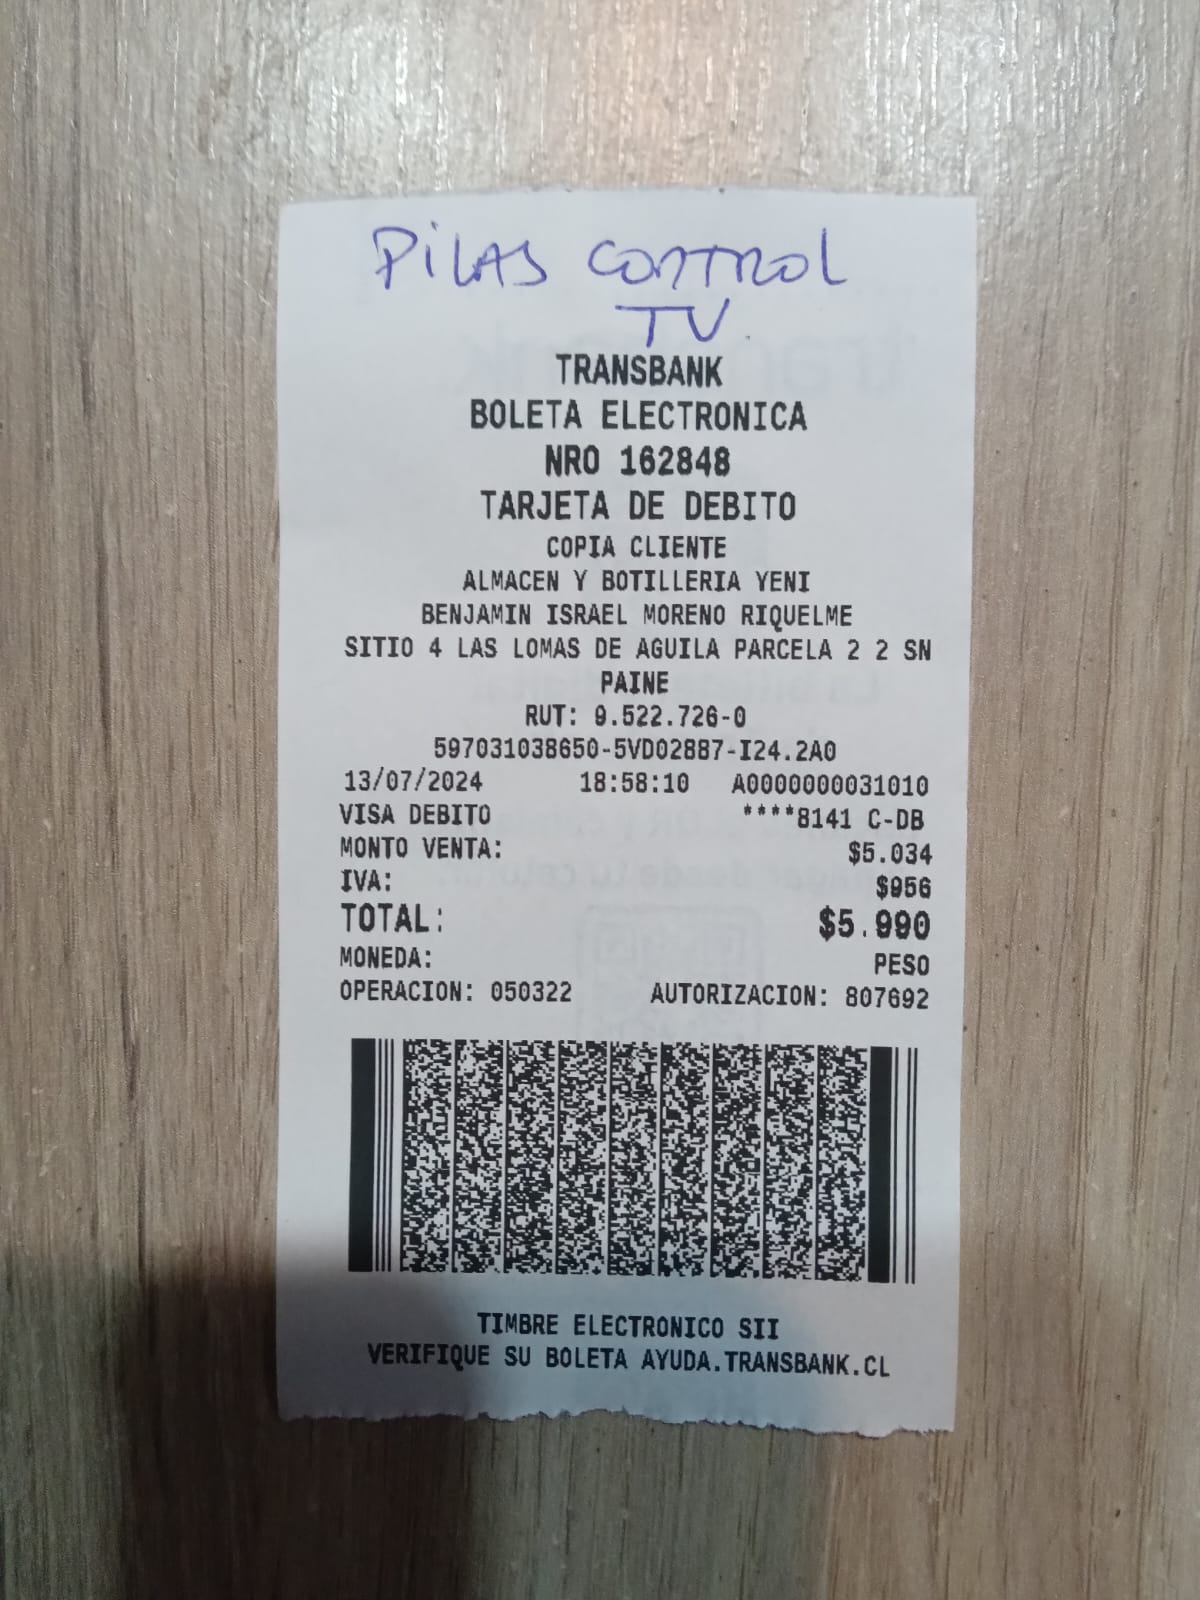 PILAS CONTROL
TV
TRANSBANK
BOLETA ELECTRONICA
NRO 162848
TARJETA DE DEBITO
COPIA CLIENTE
ALMACEN Y BOTILLERIA YENI
BENJAMIN ISRAEL MORENO RIQUELME
SITIO 4 LAS LOMAS DE AGUILA PARCELA 2 2 SN
PAINE
RUT: 9.522.726-0
597031038650-5VD02887-I24.2A0
13/07/2024 18:58:10 A0000000031010
VISA DEBITO ****8141 C-DB
MONTO VENTA: $5.034
IVA: $956
TOTAL: $5.990
MONEDA: PESO
OPERACION: 050322 AUTORIZACION: 807692
TIMBRE ELECTRONICO SII
VERIFIQUE SU BOLETA AYUDA.TRANSBANK.CL